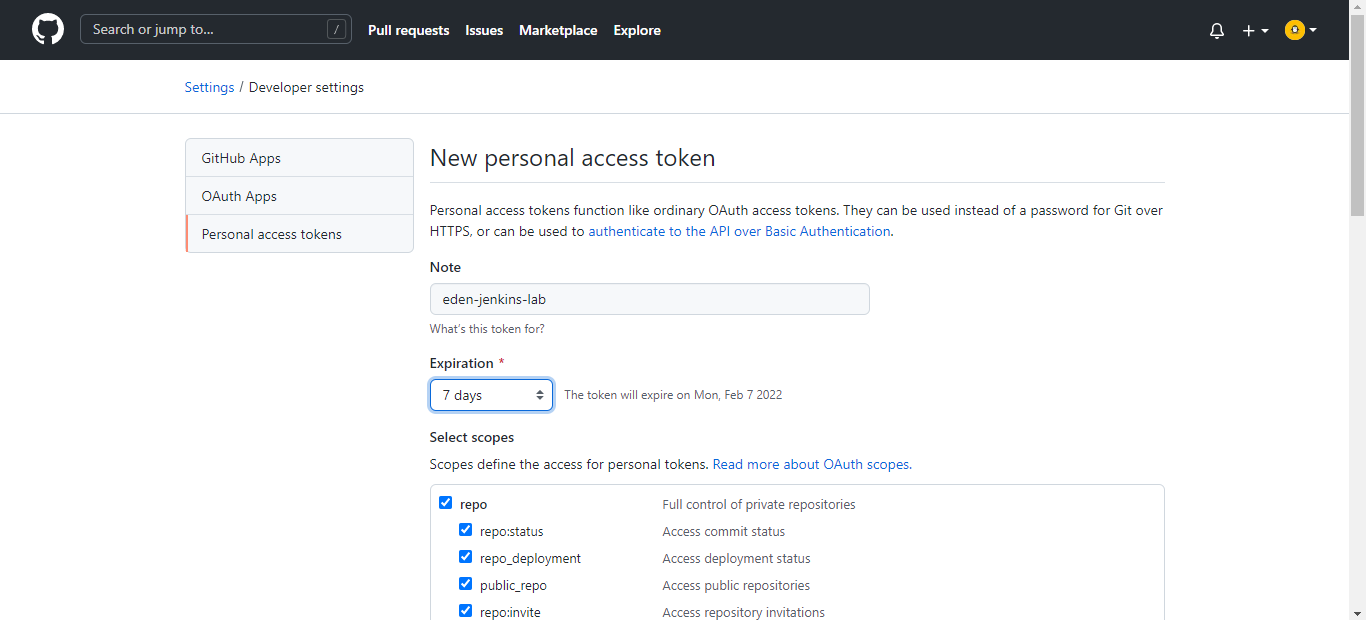 Search or jump to... /
Pull requests Issues Marketplace Explore
Settings / Developer settings
GitHub Apps
OAuth Apps
Personal access tokens
New personal access token
Personal access tokens function like ordinary OAuth access tokens. They can be used instead of a password for Git over
HTTPS, or can be used to authenticate to the API over Basic Authentication.
Note
eden-jenkins-lab
What's this token for?
Expiration *
7 days The token will expire on Mon, Feb 7 2022
Select scopes
Scopes define the access for personal tokens. Read more about OAuth scopes.
repo Full control of private repositories
repo:status Access commit status
repo_deployment Access deployment status
public_repo Access public repositories
repo:invite Access repository invitations